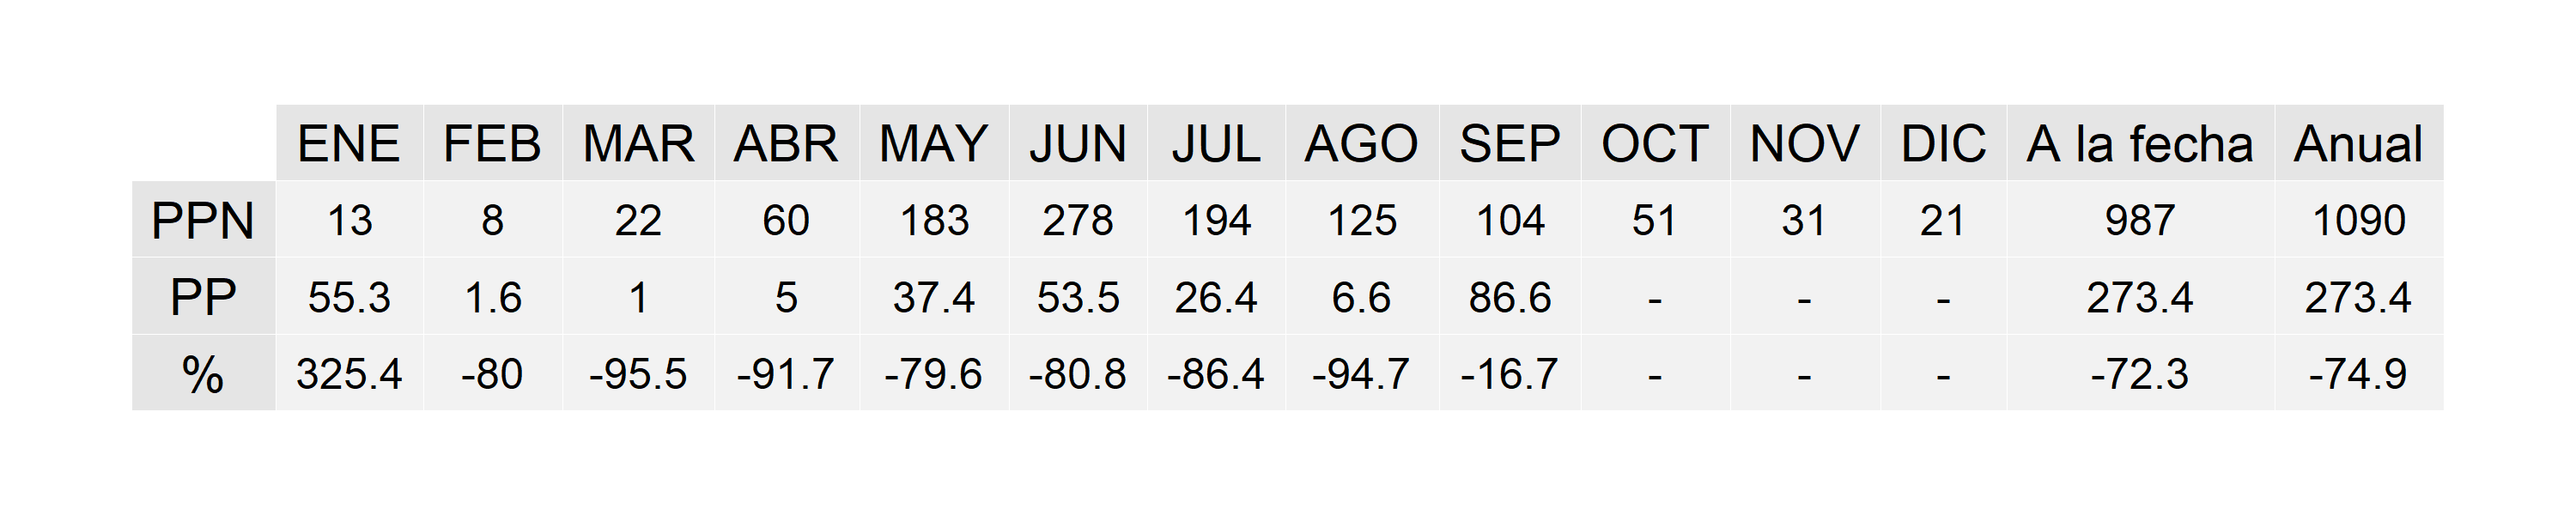 ENE FEB MAR ABR MAY JUN JUL AGO SEP OCT NOV DIC A la fecha Anual
PPN 13 8 22 60 183 278 194 125 104 51 31 21 987 1090
PP 55.3 1.6 1 5 37.4 53.5 26.4 6.6 86.6 - - - 273.4 273.4
% 325.4 -80 -95.5 -91.7 -79.6 -80.8 -86.4 -94.7 -16.7 - - - -72.3 -74.9